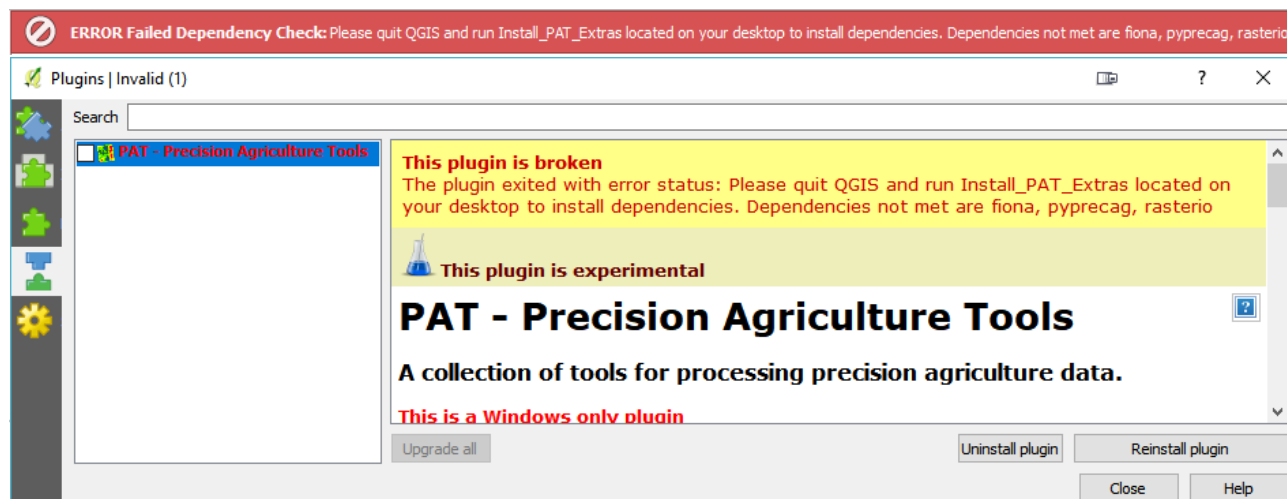 ERROR Failed Dependency Check: Please quit QGIS and run Install_PAT_Extras located on your desktop to install dependencies. Dependencies not met are fiona, pyprecag, rasterio
Plugins | Invalid (1)
Search
PAT - Precision Agriculture Tools
This plugin is broken
The plugin exited with error status: Please quit QGIS and run Install_PAT_Extras located on
your desktop to install dependencies. Dependencies not met are fiona, pyprecag, rasterio
This plugin is experimental
PAT - Precision Agriculture Tools
A collection of tools for processing precision agriculture data.
This is a Windows only plugin
Upgrade all
Uninstall plugin
Reinstall plugin
Close
Help